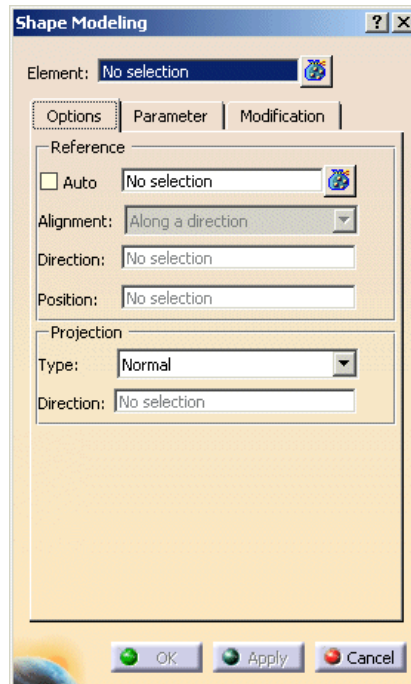 Shape Modeling ? X
Element: No selection
Options Parameter Modification
Reference
Auto No selection
Alignment: Along a direction
Direction: No selection
Position: No selection
Projection
Type: Normal
Direction: No selection
OK Apply Cancel